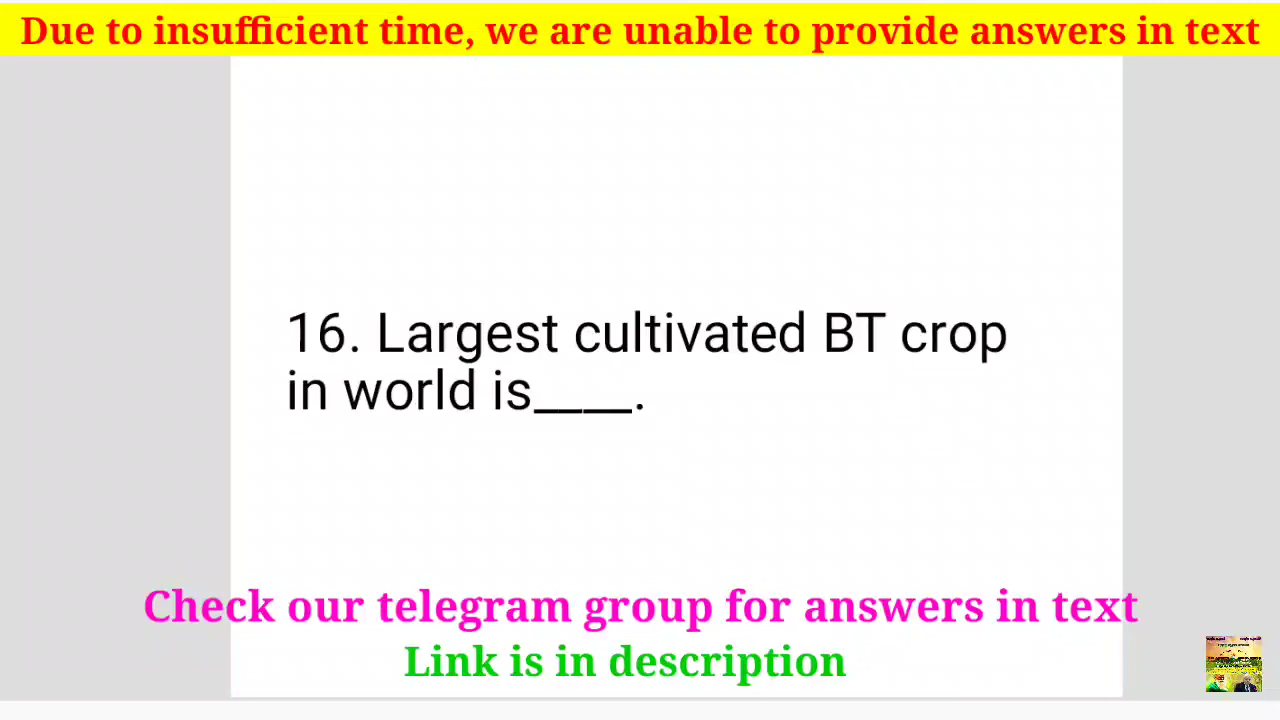 Due to insufficient time, we are unable to provide answers in text
16. Largest cultivated BT crop
in world is____.
Check our telegram group for answers in text
Link is in description